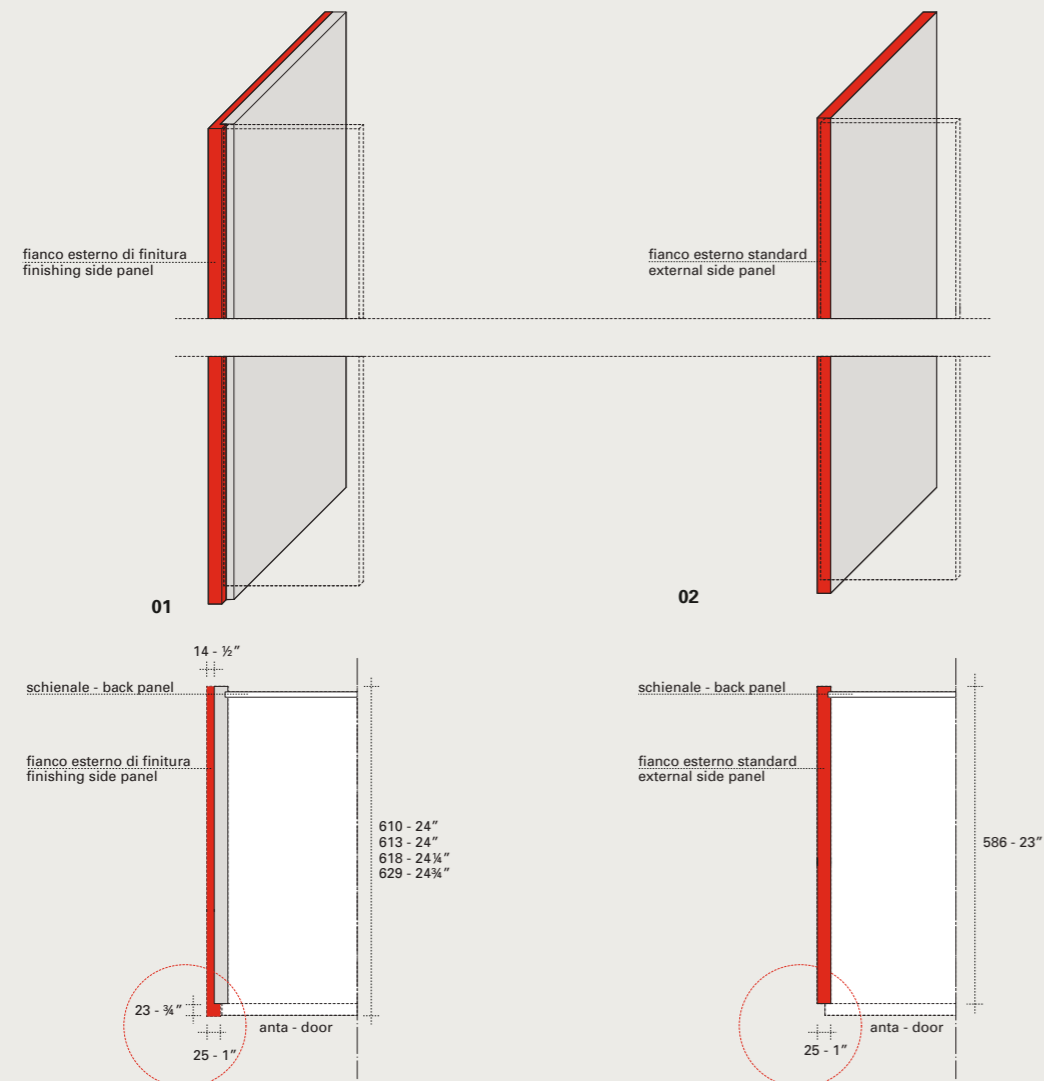 fianco esterno di finitura
finishing side panel
fianco esterno standard
external side panel
01
02
14 - ½"
schienale - back panel
fianco esterno di finitura
finishing side panel
610 - 24"
613 - 24"
618 - 24¼"
629 - 24¾"
23 - ¾"
anta - door
25 - 1"
schienale - back panel
fianco esterno standard
external side panel
586 - 23"
anta - door
25 - 1"